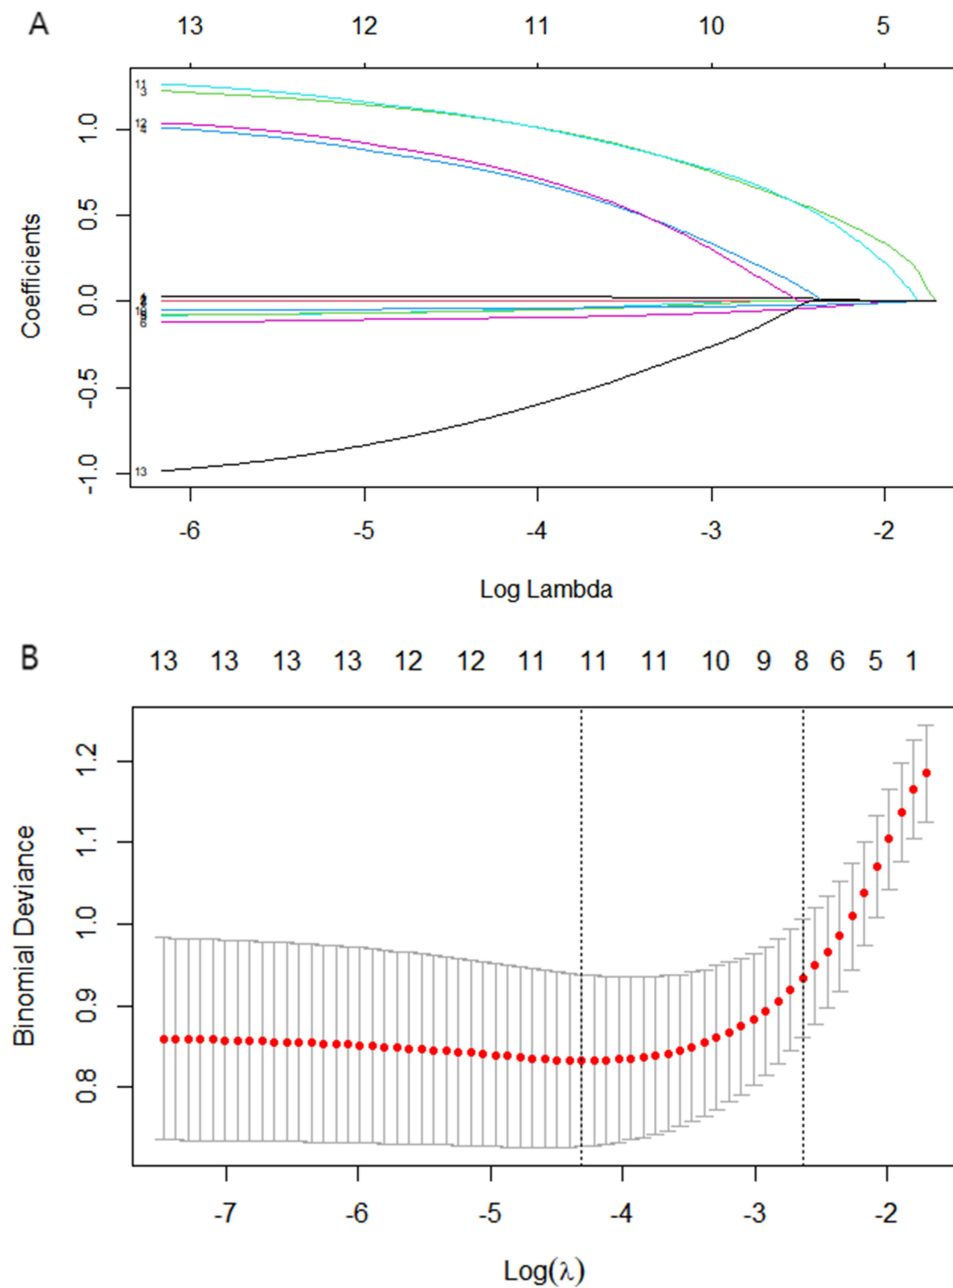 A
13 12 11 10 5
11
3
12
4
6
13
1.0
0.5
0.0
-0.5
-1.0
Coefficients
-6 -5 -4 -3 -2
Log Lambda
B
13 13 13 13 12 12 11 11 11 10 9 8 6 5 1
1.2
1.1
1.0
0.9
0.8
Binomial Deviance
-7 -6 -5 -4 -3 -2
Log(λ)